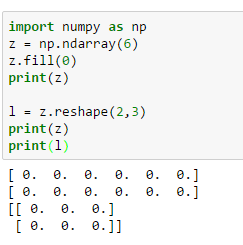 import numpy as np
z = np.ndarray(6)
z.fill(0)
print(z)
l = z.reshape(2,3)
print(z)
print(l)
[ 0.  0.  0.  0.  0.  0.]
[ 0.  0.  0.  0.  0.  0.]
[[ 0.  0.  0.]
 [ 0.  0.  0.]]